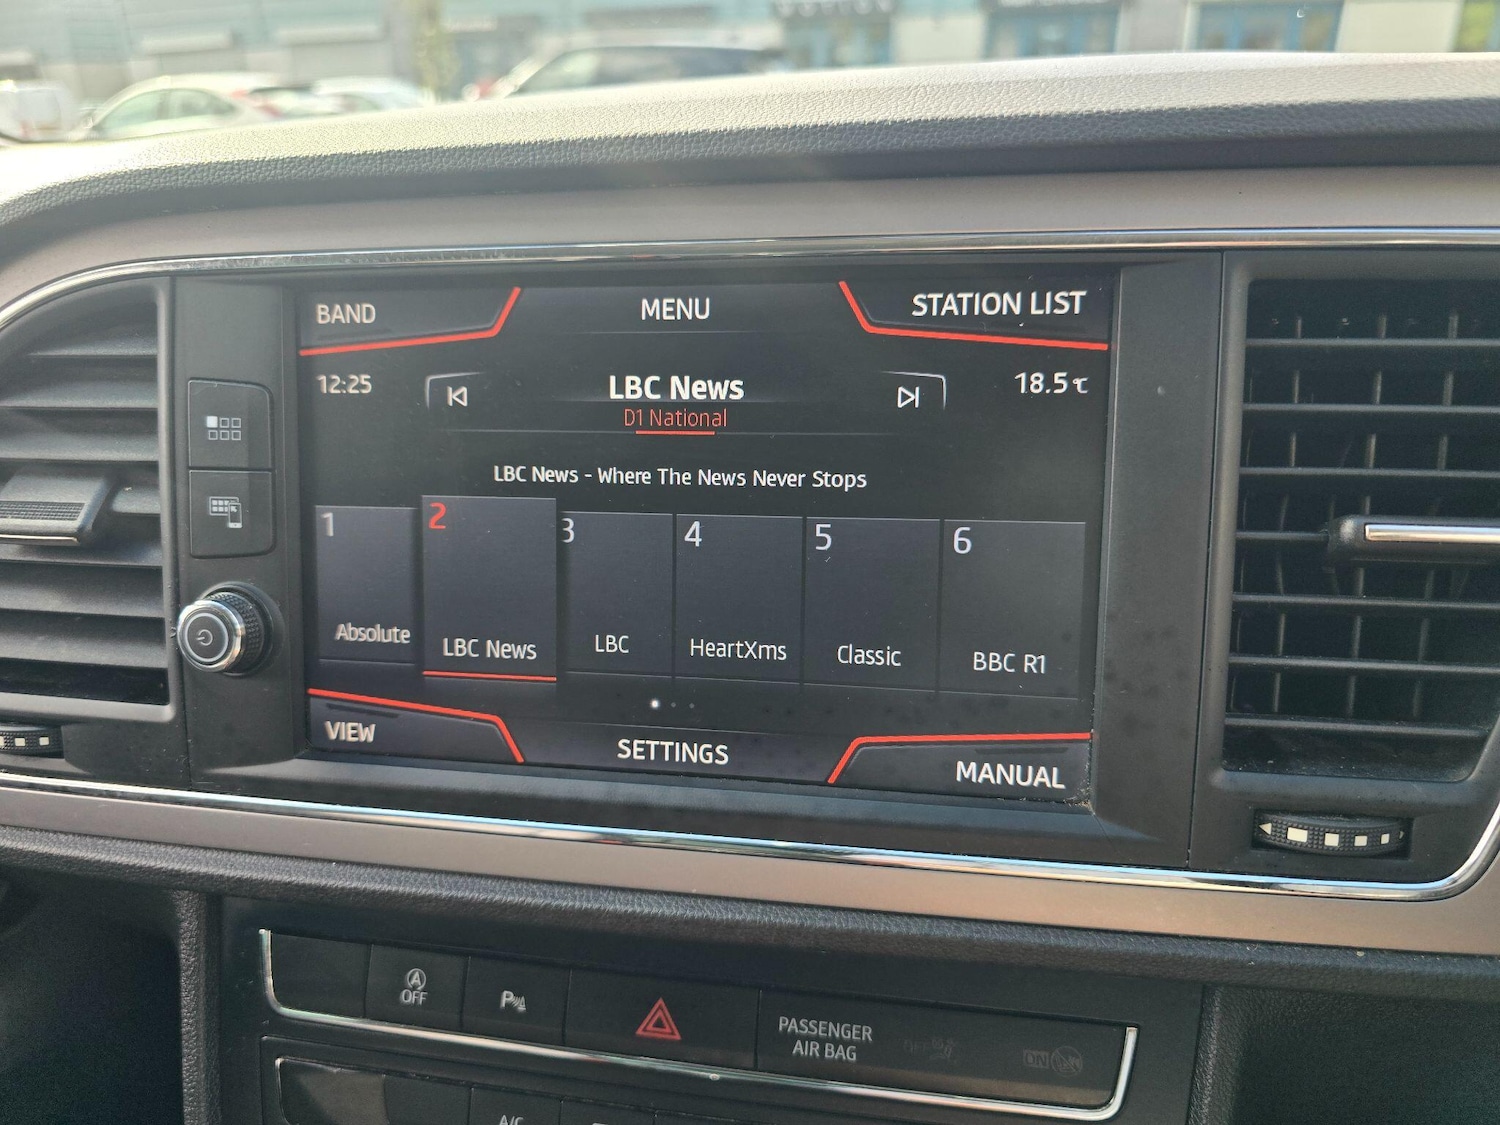 BAND
MENU
STATION LIST
12:25
LBC News
18.5℃
D1 National
LBC News - Where The News Never Stops
1
2
3
4
5
6
Absolute
LBC News
LBC
HeartXms
Classic
BBC R1
VIEW
SETTINGS
MANUAL
A
OFF
P
PASSENGER
AIR BAG
OFF
ON
A/C